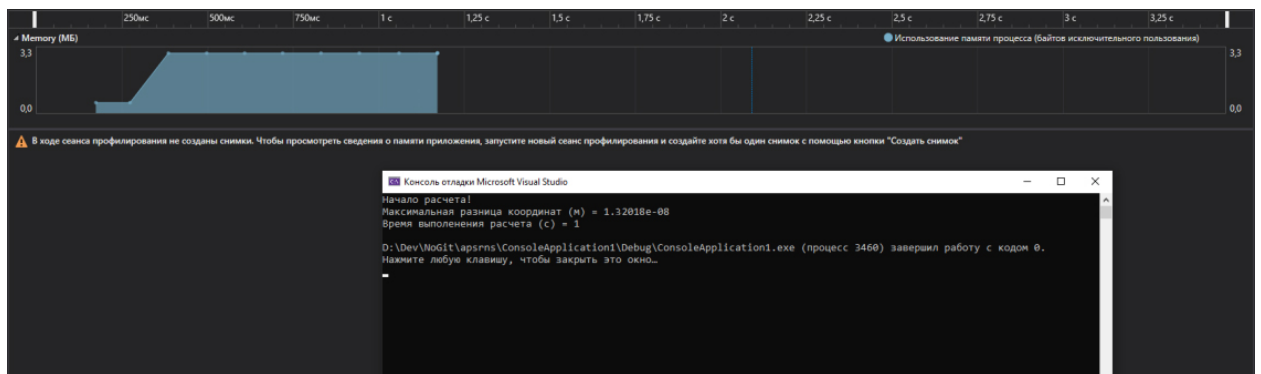 250мс 500мс 750мс 1 с 1,25 с 1,5 с 1,75 с 2 с 2,25 с 2,5 с 2,75 с 3 с 3,25 с
Memory (МБ) Использование памяти процесса (байтов исключительного пользования)
3,3 3,3
0,0 0,0
В ходе сеанса профилирования не созданы снимки. Чтобы просмотреть сведения о памяти приложения, запустите новый сеанс профилирования и создайте хотя бы один снимок с помощью кнопки "Создать снимок"
Консоль отладки Microsoft Visual Studio
Начало расчета!
Максимальная разница координат (м) = 1.32018e-08
Время выполенения расчета (с) = 1
D:\Dev\NoGit\apsrns\ConsoleApplication1\Debug\ConsoleApplication1.exe (процесс 3460) завершил работу с кодом 0.
Нажмите любую клавишу, чтобы закрыть это окно…